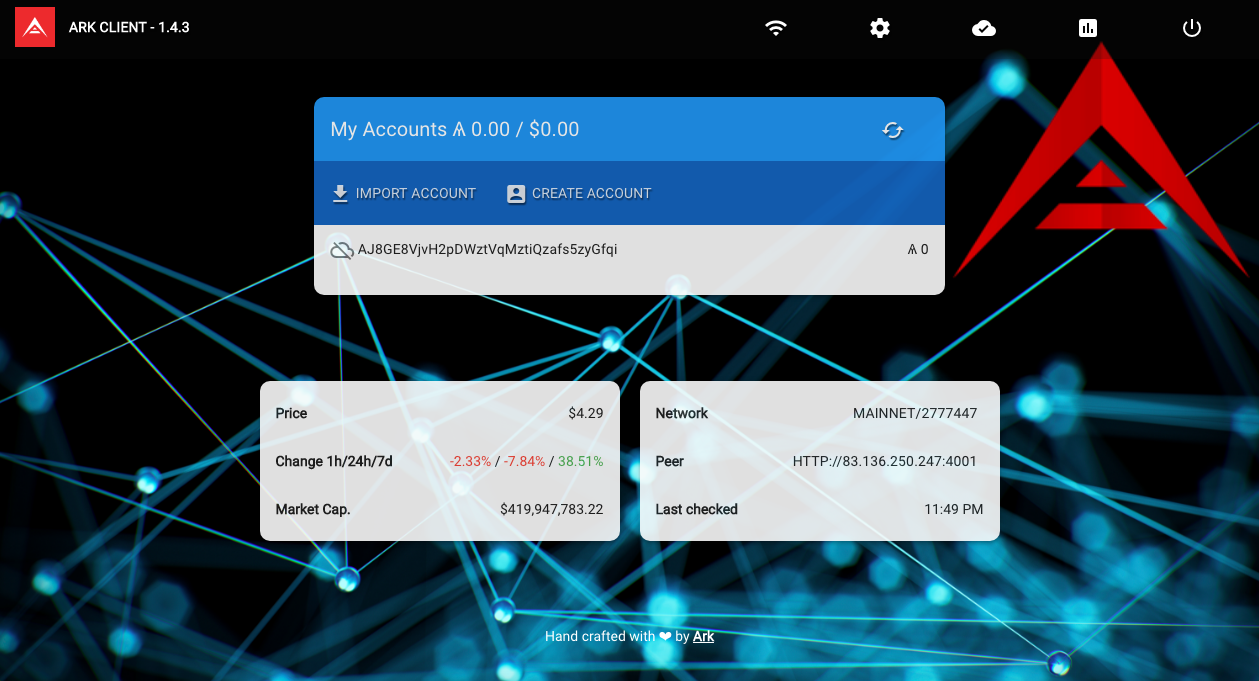 ARK CLIENT - 1.4.3
My Accounts Ѧ 0.00 / $0.00
IMPORT ACCOUNT CREATE ACCOUNT
AJ8GE8VjvH2pDWztVqMztiQzafs5zyGfqi Ѧ 0
Price $4.29
Change 1h/24h/7d -2.33% / -7.84% / 38.51%
Market Cap. $419,947,783.22
Network MAINNET/2777447
Peer HTTP://83.136.250.247:4001
Last checked 11:49 PM
Hand crafted with ❤ by Ark